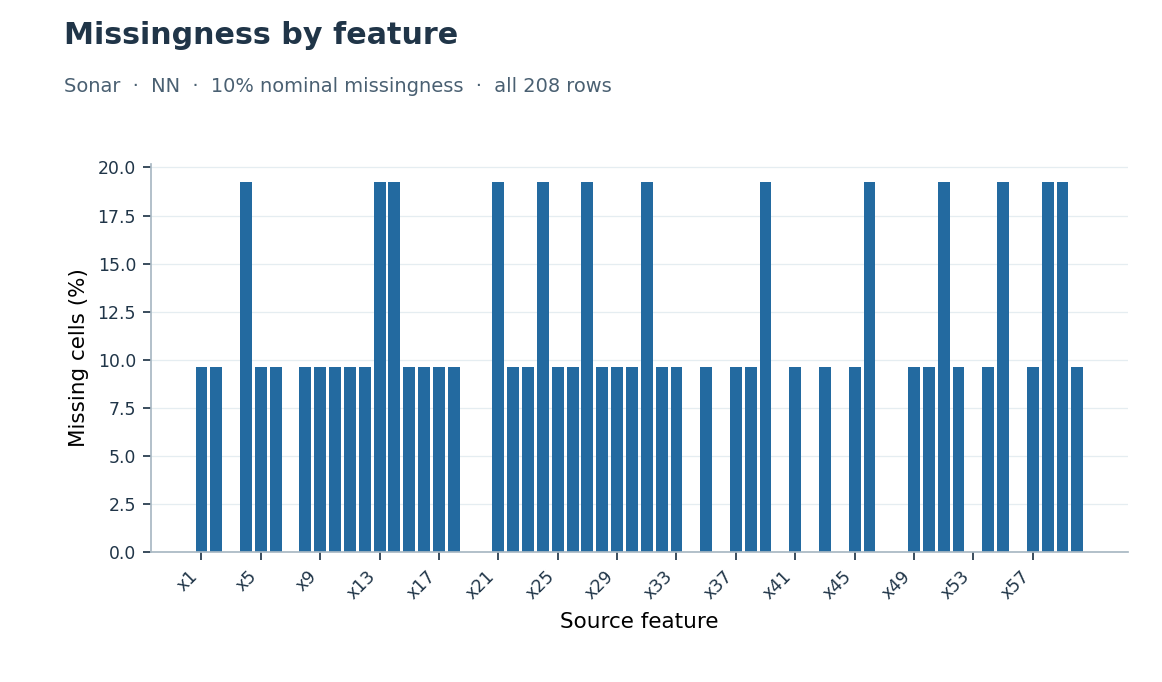 Missingness by feature
Sonar · NN · 10% nominal missingness · all 208 rows
20.0
17.5
15.0
12.5
10.0
7.5
5.0
2.5
0.0
Missing cells (%)
x1 x5 x9 x13 x17 x21 x25 x29 x33 x37 x41 x45 x49 x53 x57
Source feature